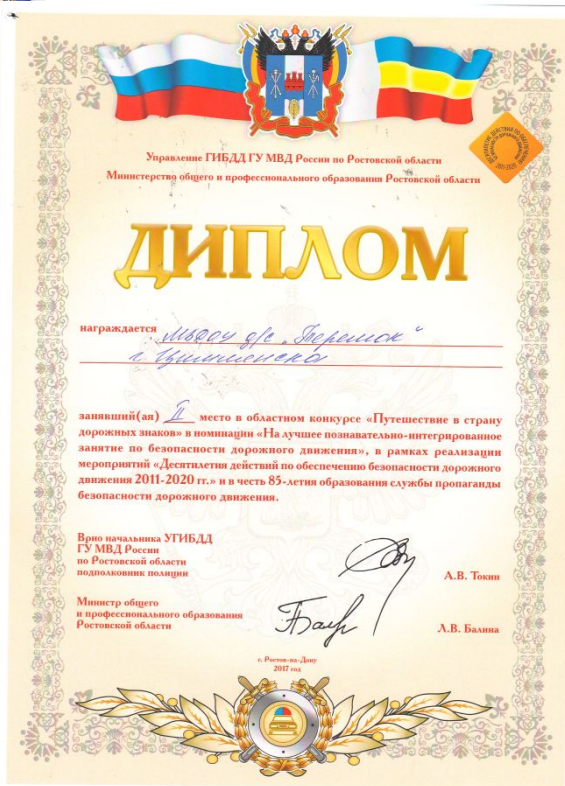 Управление ГИБДД ГУ МВД России по Ростовской области
Министерство общего и профессионального образования Ростовской области
ДИПЛОМ
награждается МБДОУ д/с „Теремок“
г. Цимлянска
занявший(ая) II место в областном конкурсе «Путешествие в страну
дорожных знаков» в номинации «На лучшее познавательно-интегрированное
занятие по безопасности дорожного движения», в рамках реализации
мероприятий «Десятилетия действий по обеспечению безопасности дорожного
движения 2011-2020 гг.» и в честь 85-летия образования службы пропаганды
безопасности дорожного движения.
Врио начальника УГИБДД
ГУ МВД России
по Ростовской области
подполковник полиции
А.В. Токин
Министр общего
и профессионального образования
Ростовской области
Л.В. Балина
г. Ростов-на-Дону
2017 год